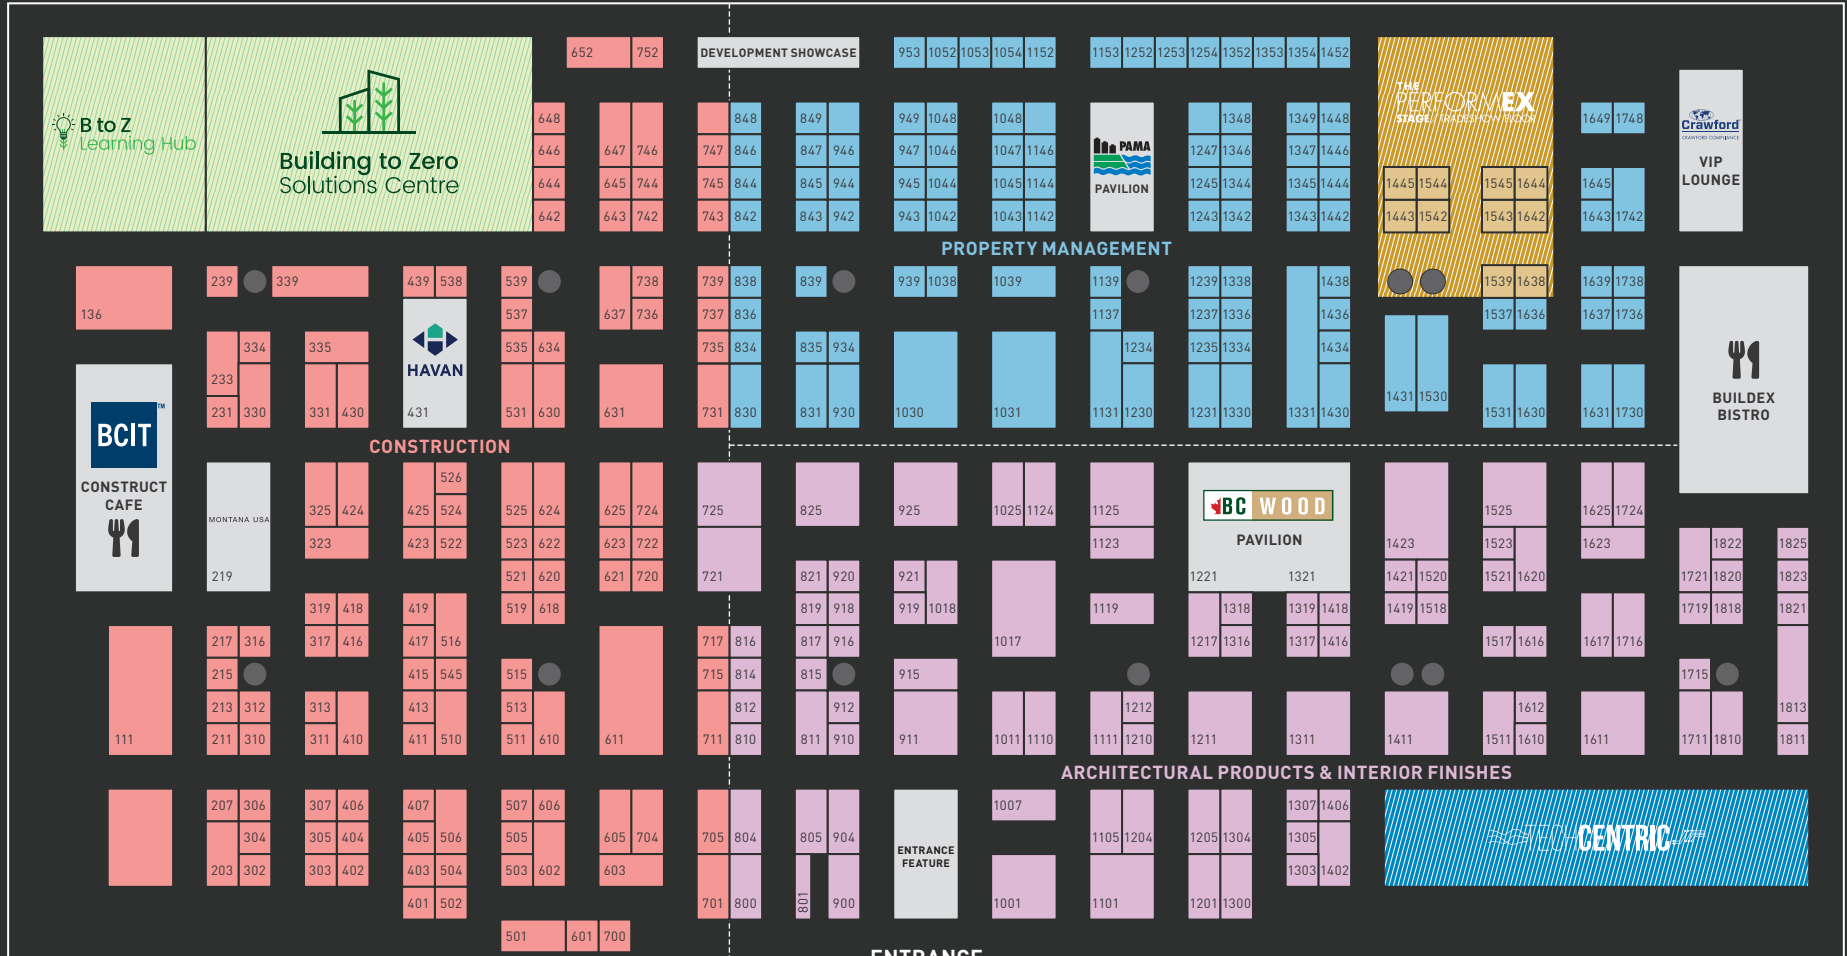 652 752 DEVELOPMENT SHOWCASE 953 1052 1053 1054 1152 1153 1252 1253 1254 1352 1353 1354 1452
THE
PERFORMEX
STAGE / TRADESHOW FLOOR
B to Z
Learning Hub
Building to Zero
Solutions Centre
648 848 849 949 1048 1048 1348 1349 1448 1649 1748
Crawford
CRAWFORD COMPLIANCE
VIP
LOUNGE
646 647 746 747 846 847 946 947 1046 1047 1146 PAMA 1247 1346 1347 1446
644 645 744 745 844 845 944 945 1044 1045 1144 PAVILION 1245 1344 1345 1444 1445 1544 1545 1644 1645
642 643 742 743 842 843 942 943 1042 1043 1142 1243 1342 1343 1442 1443 1542 1543 1642 1643 1742
PROPERTY MANAGEMENT
136 239 339 439 538 539 738 739 838 839 939 1038 1039 1139 1239 1338 1438 1539 1638 1639 1738
537 637 736 737 836 1137 1237 1336 1436 1537 1636 1637 1736
334 335 HAVAN 535 634 735 834 835 934 1234 1235 1334 1434
233
231 330 331 430 431 531 630 631 731 830 831 930 1030 1031 1131 1230 1231 1330 1331 1430 1431 1530 1531 1630 1631 1730
BUILDEX
BISTRO
BCIT™
CONSTRUCT
CAFE
CONSTRUCTION
526
MONTANA USA 325 424 425 524 525 624 625 724 725 825 925 1025 1124 1125 BC WOOD 1525 1625 1724
323 423 522 523 622 623 722 1123 PAVILION 1423 1523 1623 1822 1825
219 521 620 621 720 721 821 920 921 1221 1321 1421 1520 1521 1620 1721 1820 1823
319 418 419 519 618 819 918 919 1018 1119 1318 1319 1418 1419 1518 1719 1818 1821
217 316 317 416 417 516 717 816 817 916 1017 1217 1316 1317 1416 1517 1616 1617 1716
215 415 545 515 715 814 815 915 1715
213 312 313 413 513 812 912 1212 1612 1813
111 211 310 311 410 411 510 511 610 611 711 810 811 910 911 1011 1110 1111 1210 1211 1311 1411 1511 1610 1611 1711 1810 1811
ARCHITECTURAL PRODUCTS & INTERIOR FINISHES
207 306 307 406 407 507 606 1007 1307 1406
304 305 404 405 506 505 605 704 705 804 805 904 1105 1204 1205 1304 1305 TECHCENTRIC
203 302 303 402 403 504 503 602 603 ENTRANCE
FEATURE 1303 1402
401 502 701 800 801 900 1001 1101 1201 1300
501 601 700
ENTRANCE